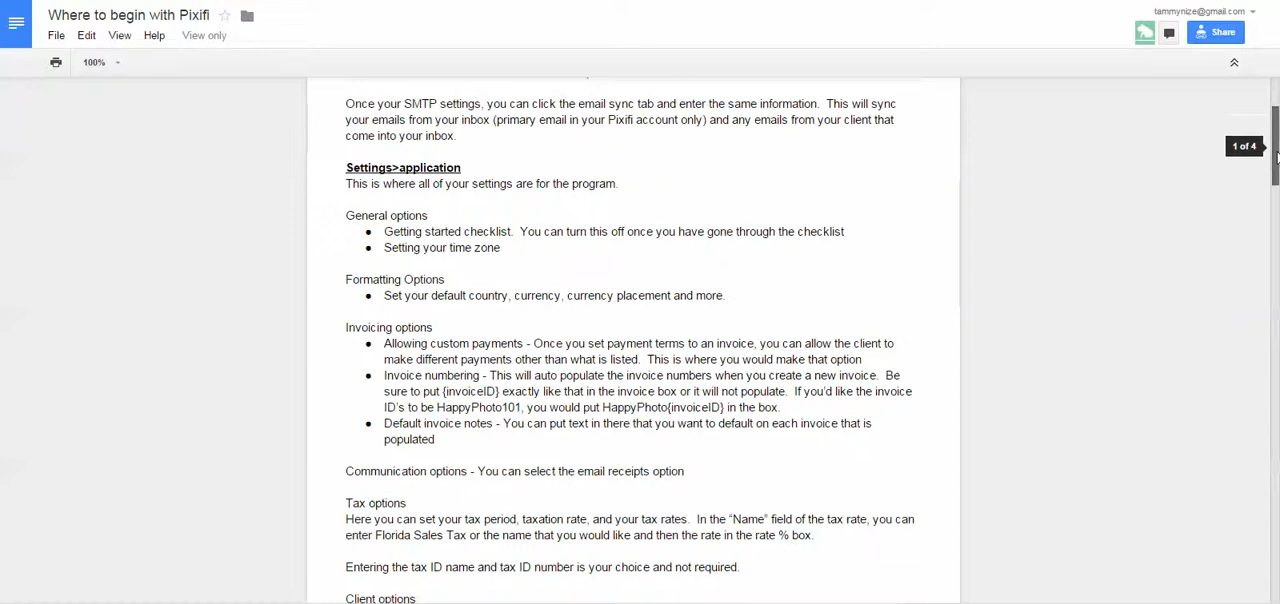 Where to begin with Pixifi
tammynize@gmail.com
File Edit View Help View only
Share
100%
Once your SMTP settings, you can click the email sync tab and enter the same information. This will sync
your emails from your inbox (primary email in your Pixifi account only) and any emails from your client that
come into your inbox.
1 of 4
Settings>application
This is where all of your settings are for the program.
General options
● Getting started checklist. You can turn this off once you have gone through the checklist
● Setting your time zone
Formatting Options
● Set your default country, currency, currency placement and more.
Invoicing options
● Allowing custom payments - Once you set payment terms to an invoice, you can allow the client to
make different payments other than what is listed. This is where you would make that option
● Invoice numbering - This will auto populate the invoice numbers when you create a new invoice. Be
sure to put {invoiceID} exactly like that in the invoice box or it will not populate. If you'd like the invoice
ID's to be HappyPhoto101, you would put HappyPhoto{invoiceID} in the box.
● Default invoice notes - You can put text in there that you want to default on each invoice that is
populated
Communication options - You can select the email receipts option
Tax options
Here you can set your tax period, taxation rate, and your tax rates. In the “Name” field of the tax rate, you can
enter Florida Sales Tax or the name that you would like and then the rate in the rate % box.
Entering the tax ID name and tax ID number is your choice and not required.
Client options